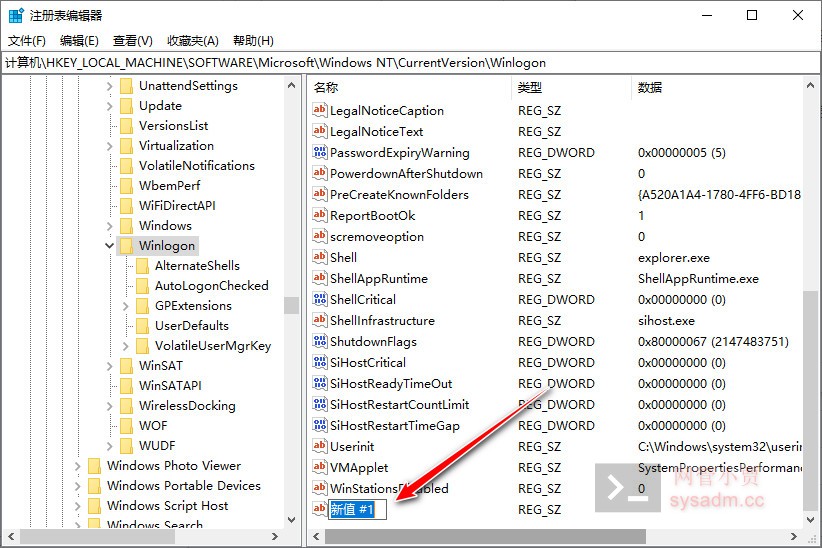 注册表编辑器
文件(F) 编辑(E) 查看(V) 收藏夹(A) 帮助(H)
计算机\HKEY_LOCAL_MACHINE\SOFTWARE\Microsoft\Windows NT\CurrentVersion\Winlogon
UnattendSettings
Update
VersionsList
Virtualization
VolatileNotifications
WbemPerf
WiFiDirectAPI
Windows
Winlogon
AlternateShells
AutoLogonChecked
GPExtensions
UserDefaults
VolatileUserMgrKey
WinSAT
WinSATAPI
WirelessDocking
WOF
WUDF
Windows Photo Viewer
Windows Portable Devices
Windows Script Host
Windows Search
名称 类型 数据
LegalNoticeCaption REG_SZ
LegalNoticeText REG_SZ
PasswordExpiryWarning REG_DWORD 0x00000005 (5)
PowerdownAfterShutdown REG_SZ 0
PreCreateKnownFolders REG_SZ {A520A1A4-1780-4FF6-BD18
ReportBootOk REG_SZ 1
scremoveoption REG_SZ 0
Shell REG_SZ explorer.exe
ShellAppRuntime REG_SZ ShellAppRuntime.exe
ShellCritical REG_DWORD 0x00000000 (0)
ShellInfrastructure REG_SZ sihost.exe
ShutdownFlags REG_DWORD 0x80000067 (2147483751)
SiHostCritical REG_DWORD 0x00000000 (0)
SiHostReadyTimeOut REG_DWORD 0x00000000 (0)
SiHostRestartCountLimit REG_DWORD 0x00000000 (0)
SiHostRestartTimeGap REG_DWORD 0x00000000 (0)
Userinit REG_SZ C:\Windows\system32\userin
VMApplet REG_SZ SystemPropertiesPerforman
WinStationsDisabled REG_SZ 0
新值 #1 REG_SZ
网管小贾
sysadm.cc